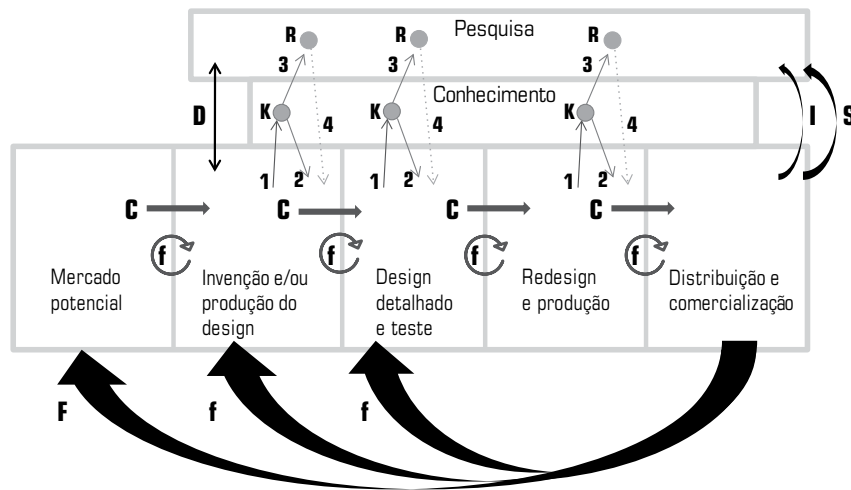 R R Pesquisa R
3 3 3
Conhecimento
D K K K I S
4 4 4
1 2 1 2 1 2
C C C C
f f f f
Mercado
potencial
Invenção e/ou
produção do
design
Design
detalhado
e teste
Redesign
e produção
Distribuição e
comercialização
F f f